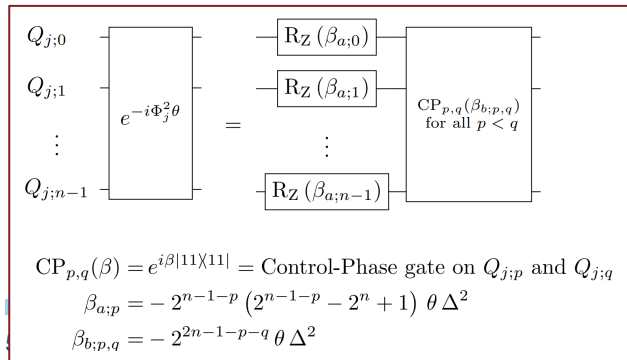 Q_{j;0} R_Z (β_{a;0})
Q_{j;1} R_Z (β_{a;1})
e^{-iΦ_j^2 θ} = CP_{p,q}(β_{b;p,q})
for all p < q
⋮ ⋮
Q_{j;n−1} R_Z (β_{a;n−1})
CP_{p,q}(β) = e^{iβ|11⟩⟨11|} = Control-Phase gate on Q_{j;p} and Q_{j;q}
β_{a;p} = − 2^{n−1−p} (2^{n−1−p} − 2^n + 1) θ Δ^2
β_{b;p,q} = − 2^{2n−1−p−q} θ Δ^2